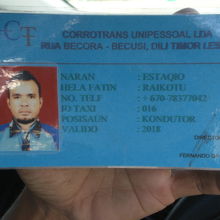 CT
CORROTRANS UNIPESSOAL LDA
RUA BECORA - BECUSI, DILI TIMOR LES
NARAN : ESTAQIO
HELA FATIN : RAIKOTU
NO. TELF : +670-78377042
ID TAXI : 016
POSISAUN : KONDUTOR
VALIDO : 2018
DIRECTO
FERNANDO